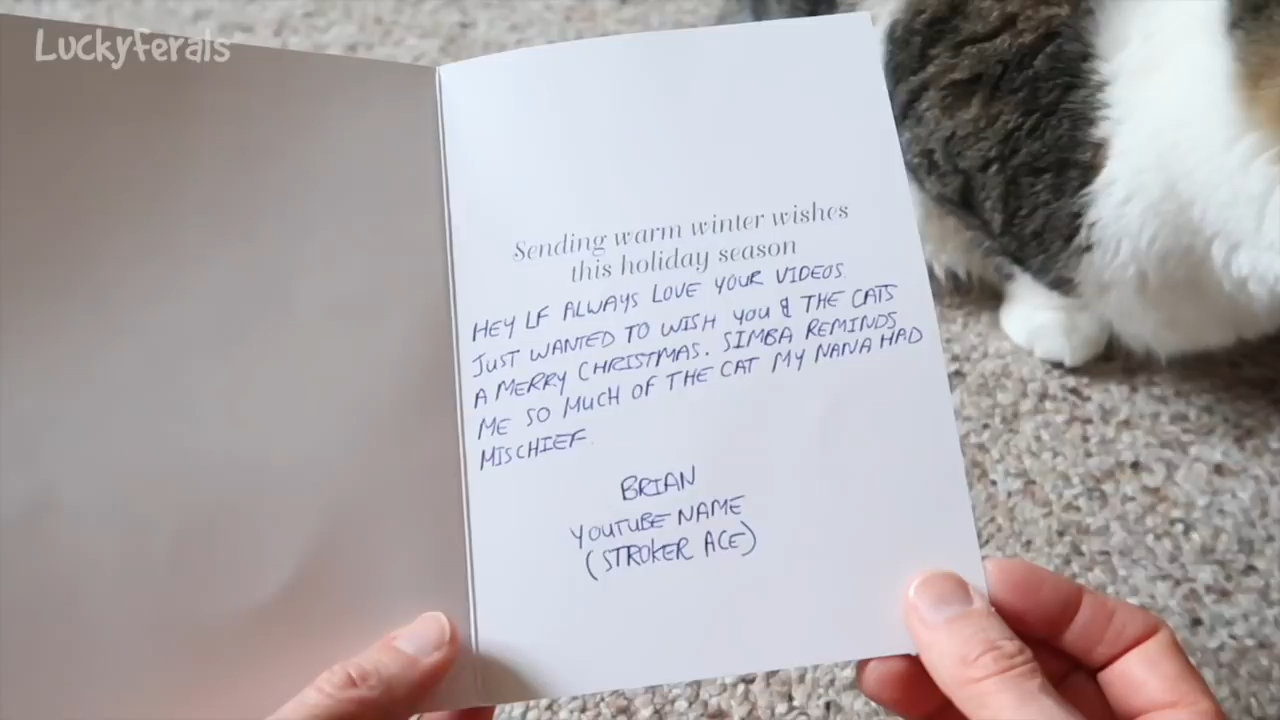 Luckyferals
Sending warm winter wishes
this holiday season
HEY LF ALWAYS LOVE YOUR VIDEOS
JUST WANTED TO WISH YOU & THE CATS
A MERRY CHRISTMAS. SIMBA REMINDS
ME SO MUCH OF THE CAT MY NANA HAD
MISCHIEF.
BRIAN
YOUTUBE NAME
(STROKER ACE)